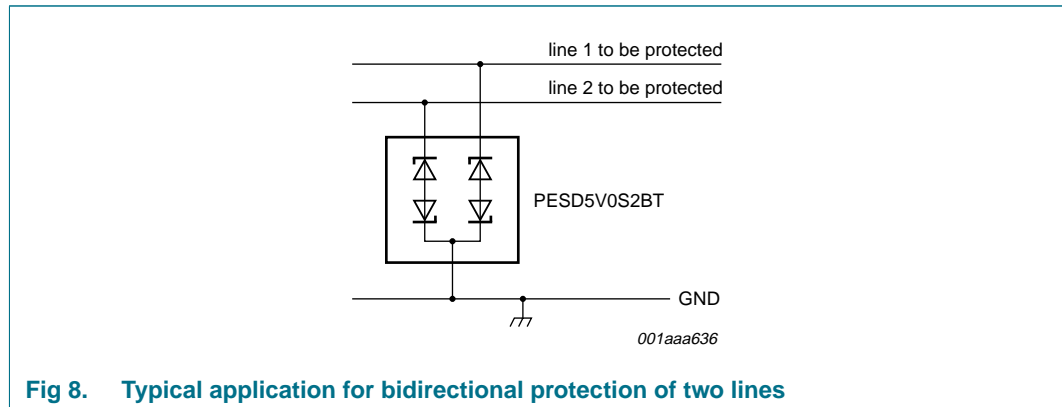 line 1 to be protected
line 2 to be protected
PESD5V0S2BT
GND
001aaa636
Fig 8. Typical application for bidirectional protection of two lines